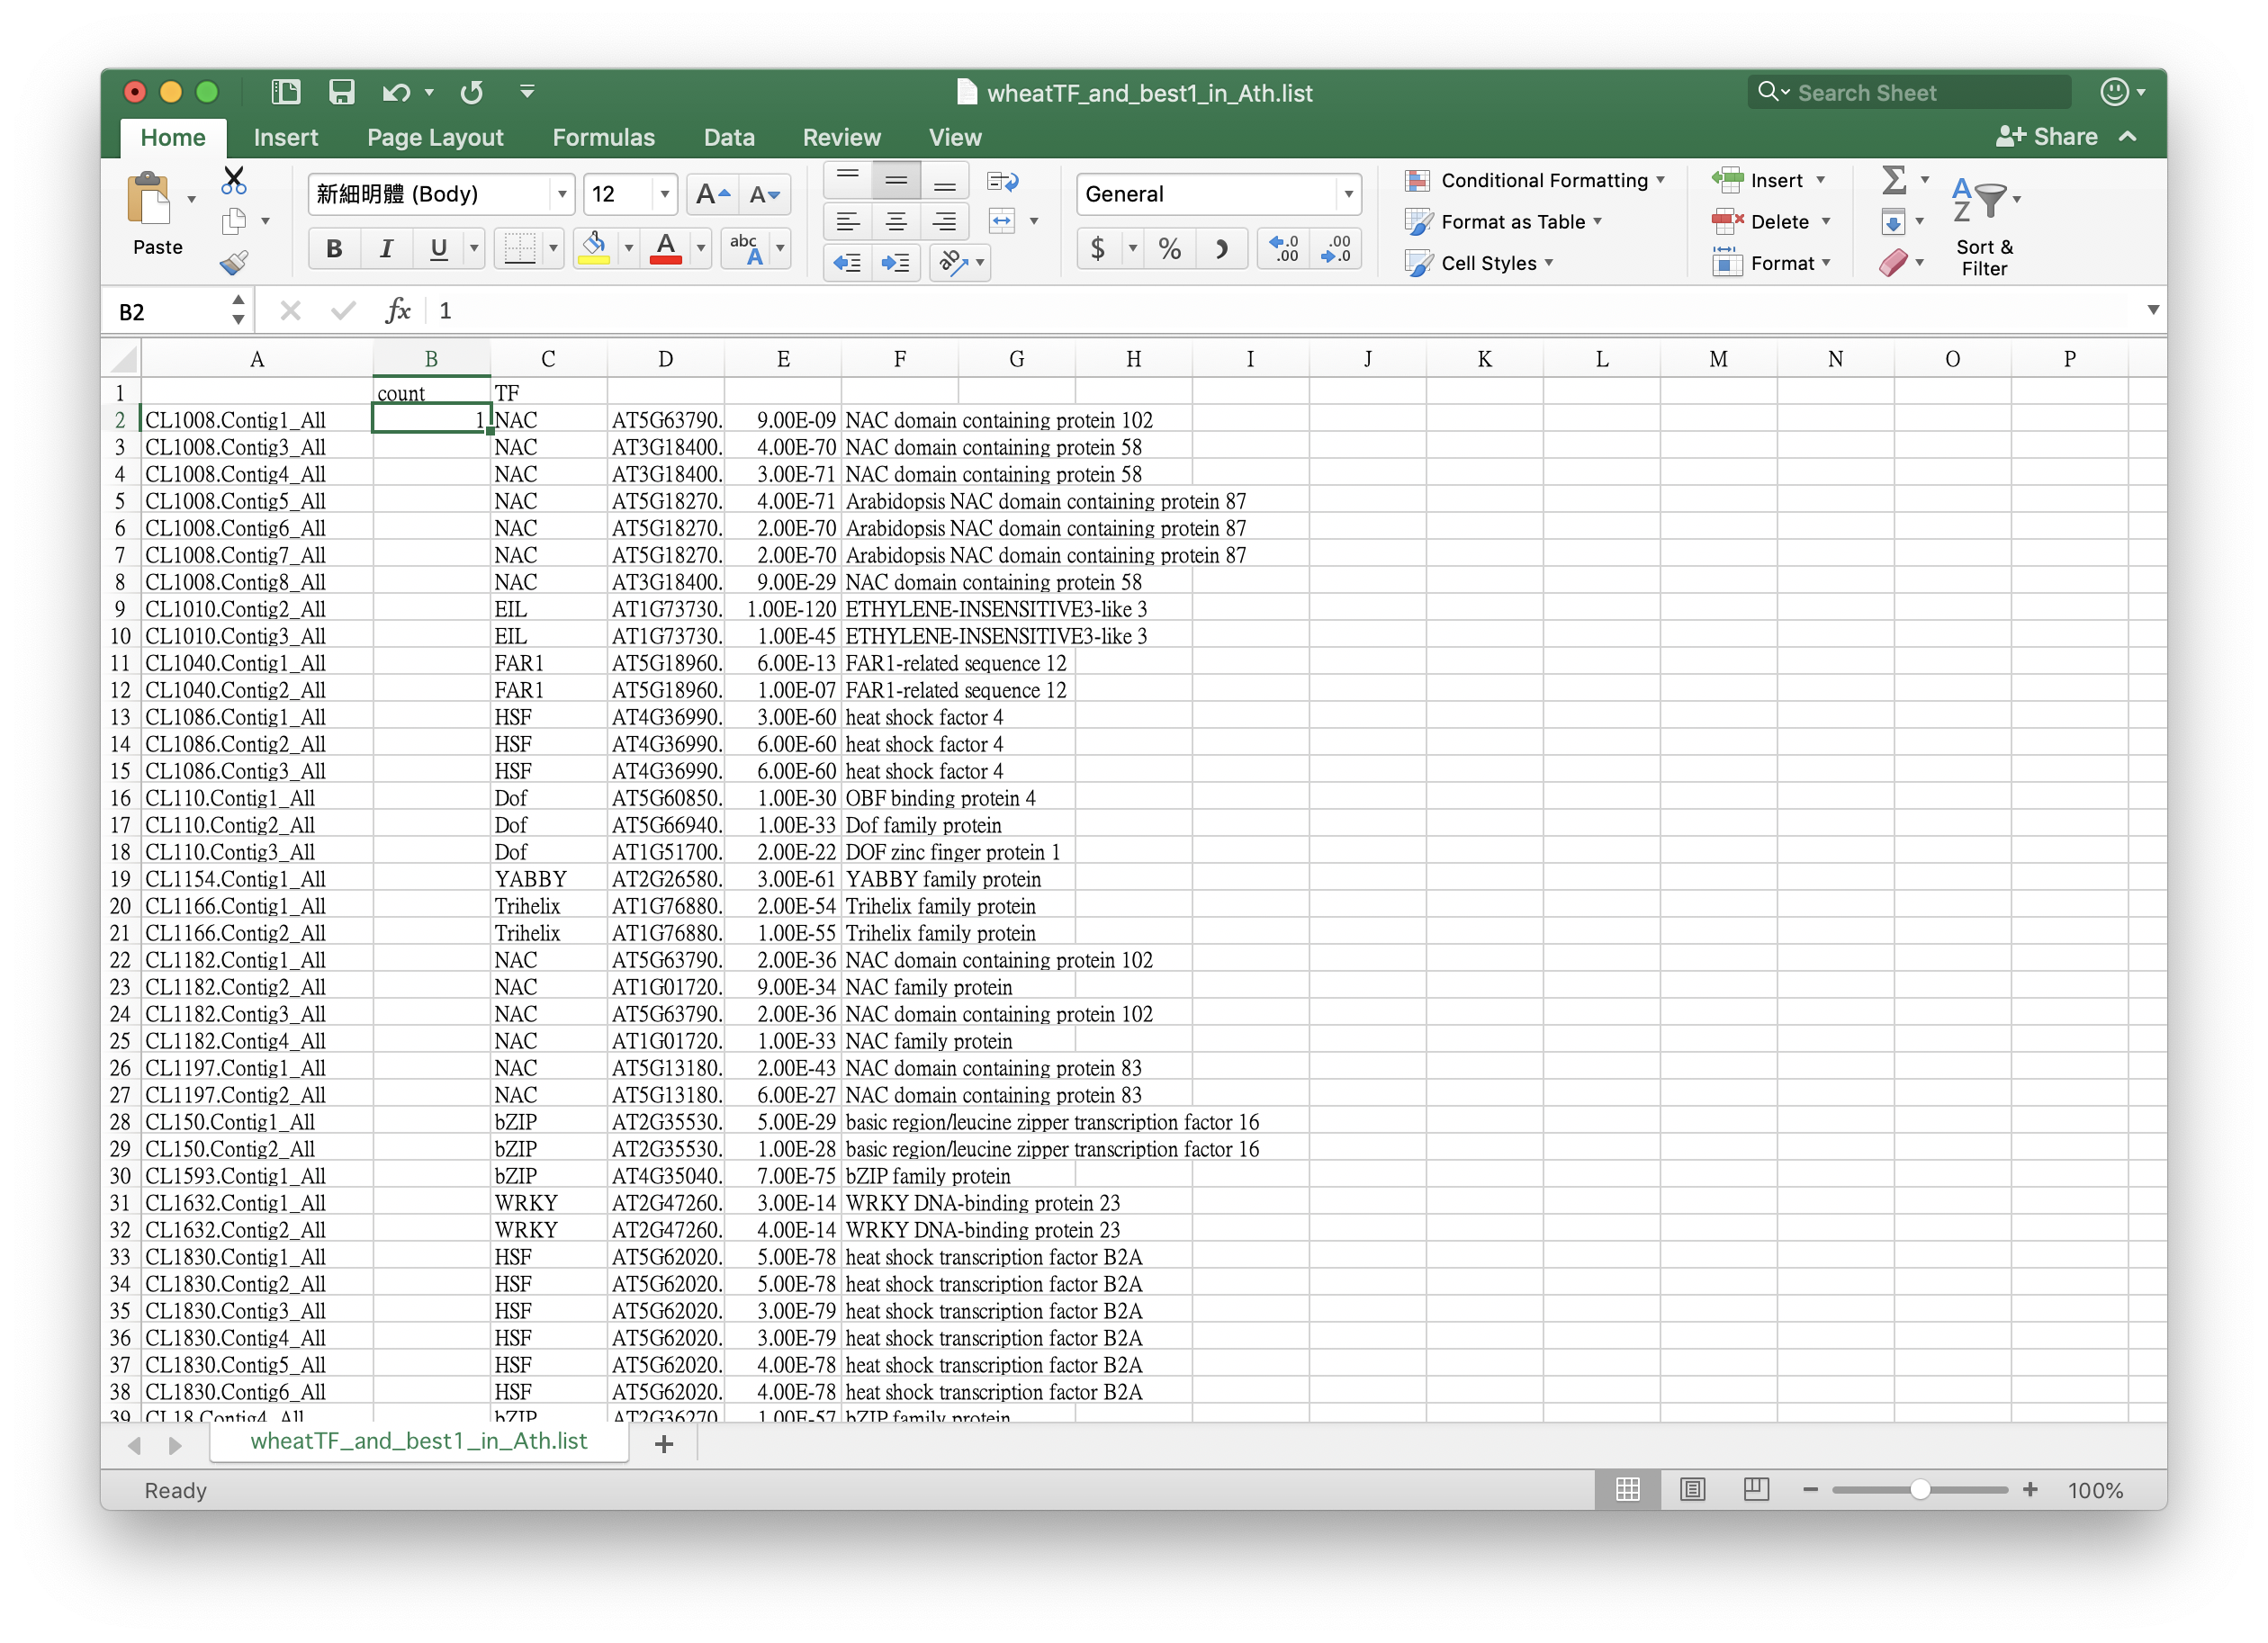 wheatTF_and_best1_in_Ath.list
Search Sheet
Home Insert Page Layout Formulas Data Review View Share
Paste
新細明體 (Body) 12 A A
B I U A abc A
General
$ % , .0 .00 .00 .0
Conditional Formatting
Format as Table
Cell Styles
Insert
Delete
Format
Σ
A Z
Sort &
Filter
B2 fx 1
A B C D E F G H I J K L M N O P
1 count TF
2 CL1008.Contig1_All 1 NAC AT5G63790. 9.00E-09 NAC domain containing protein 102
3 CL1008.Contig3_All NAC AT3G18400. 4.00E-70 NAC domain containing protein 58
4 CL1008.Contig4_All NAC AT3G18400. 3.00E-71 NAC domain containing protein 58
5 CL1008.Contig5_All NAC AT5G18270. 4.00E-71 Arabidopsis NAC domain containing protein 87
6 CL1008.Contig6_All NAC AT5G18270. 2.00E-70 Arabidopsis NAC domain containing protein 87
7 CL1008.Contig7_All NAC AT5G18270. 2.00E-70 Arabidopsis NAC domain containing protein 87
8 CL1008.Contig8_All NAC AT3G18400. 9.00E-29 NAC domain containing protein 58
9 CL1010.Contig2_All EIL AT1G73730. 1.00E-120 ETHYLENE-INSENSITIVE3-like 3
10 CL1010.Contig3_All EIL AT1G73730. 1.00E-45 ETHYLENE-INSENSITIVE3-like 3
11 CL1040.Contig1_All FAR1 AT5G18960. 6.00E-13 FAR1-related sequence 12
12 CL1040.Contig2_All FAR1 AT5G18960. 1.00E-07 FAR1-related sequence 12
13 CL1086.Contig1_All HSF AT4G36990. 3.00E-60 heat shock factor 4
14 CL1086.Contig2_All HSF AT4G36990. 6.00E-60 heat shock factor 4
15 CL1086.Contig3_All HSF AT4G36990. 6.00E-60 heat shock factor 4
16 CL110.Contig1_All Dof AT5G60850. 1.00E-30 OBF binding protein 4
17 CL110.Contig2_All Dof AT5G66940. 1.00E-33 Dof family protein
18 CL110.Contig3_All Dof AT1G51700. 2.00E-22 DOF zinc finger protein 1
19 CL1154.Contig1_All YABBY AT2G26580. 3.00E-61 YABBY family protein
20 CL1166.Contig1_All Trihelix AT1G76880. 2.00E-54 Trihelix family protein
21 CL1166.Contig2_All Trihelix AT1G76880. 1.00E-55 Trihelix family protein
22 CL1182.Contig1_All NAC AT5G63790. 2.00E-36 NAC domain containing protein 102
23 CL1182.Contig2_All NAC AT1G01720. 9.00E-34 NAC family protein
24 CL1182.Contig3_All NAC AT5G63790. 2.00E-36 NAC domain containing protein 102
25 CL1182.Contig4_All NAC AT1G01720. 1.00E-33 NAC family protein
26 CL1197.Contig1_All NAC AT5G13180. 2.00E-43 NAC domain containing protein 83
27 CL1197.Contig2_All NAC AT5G13180. 6.00E-27 NAC domain containing protein 83
28 CL150.Contig1_All bZIP AT2G35530. 5.00E-29 basic region/leucine zipper transcription factor 16
29 CL150.Contig2_All bZIP AT2G35530. 1.00E-28 basic region/leucine zipper transcription factor 16
30 CL1593.Contig1_All bZIP AT4G35040. 7.00E-75 bZIP family protein
31 CL1632.Contig1_All WRKY AT2G47260. 3.00E-14 WRKY DNA-binding protein 23
32 CL1632.Contig2_All WRKY AT2G47260. 4.00E-14 WRKY DNA-binding protein 23
33 CL1830.Contig1_All HSF AT5G62020. 5.00E-78 heat shock transcription factor B2A
34 CL1830.Contig2_All HSF AT5G62020. 5.00E-78 heat shock transcription factor B2A
35 CL1830.Contig3_All HSF AT5G62020. 3.00E-79 heat shock transcription factor B2A
36 CL1830.Contig4_All HSF AT5G62020. 3.00E-79 heat shock transcription factor B2A
37 CL1830.Contig5_All HSF AT5G62020. 4.00E-78 heat shock transcription factor B2A
38 CL1830.Contig6_All HSF AT5G62020. 4.00E-78 heat shock transcription factor B2A
39 CL18.Contig4_All bZIP AT2G36270. 1.00E-57 bZIP family protein
wheatTF_and_best1_in_Ath.list
Ready 100%